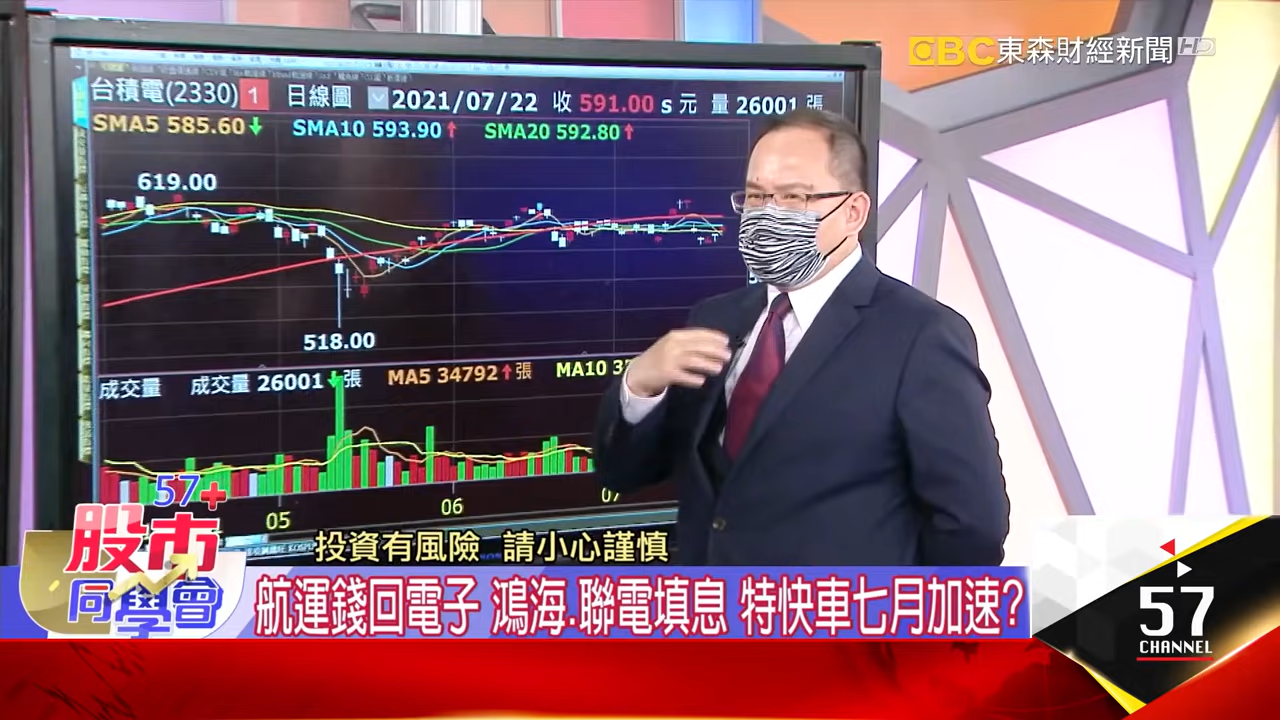 EBC 東森財經新聞 HD
台積電(2330) 1 日線圖 2021/07/22 收 591.00 s 元 量 26001 張
SMA5 585.60↓ SMA10 593.90↑ SMA20 592.80↑
619.00
518.00
成交量 成交量 26001↓張 MA5 34792↑張 MA10
05 06 07
57+
股市
同學會
投資有風險 請小心謹慎
航運錢回電子 鴻海.聯電填息 特快車七月加速?
57
CHANNEL